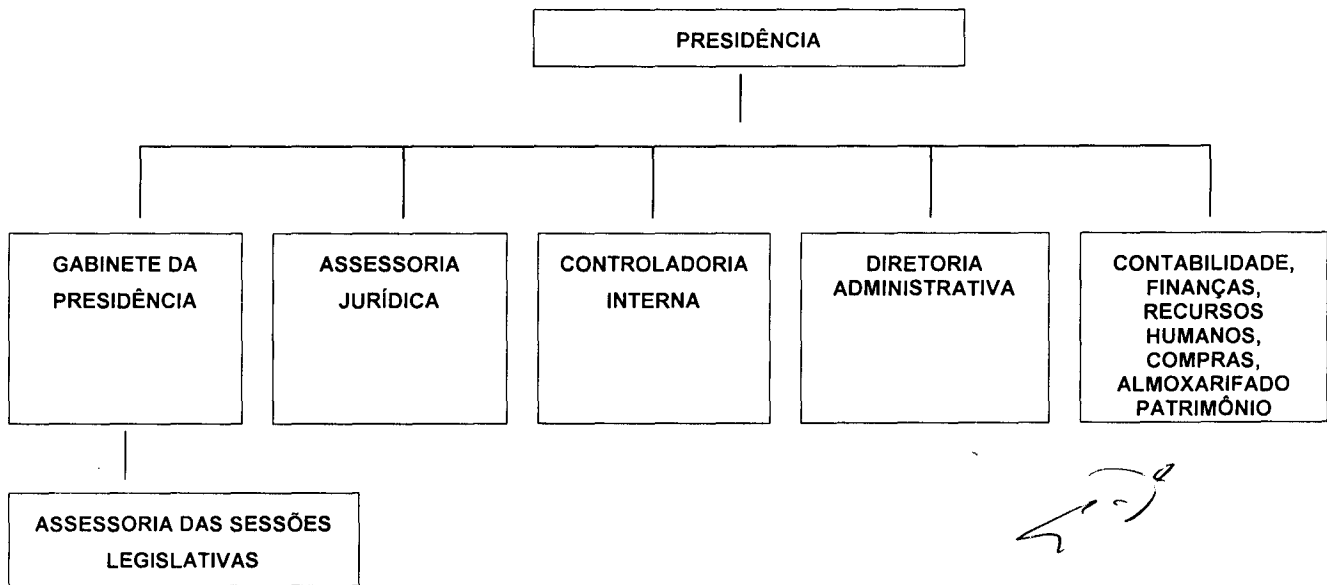 PRESIDÊNCIA
GABINETE DA
PRESIDÊNCIA
ASSESSORIA
JURÍDICA
CONTROLADORIA
INTERNA
DIRETORIA
ADMINISTRATIVA
CONTABILIDADE,
FINANÇAS,
RECURSOS
HUMANOS,
COMPRAS,
ALMOXARIFADO
PATRIMÔNIO
ASSESSORIA DAS SESSÕES
LEGISLATIVAS